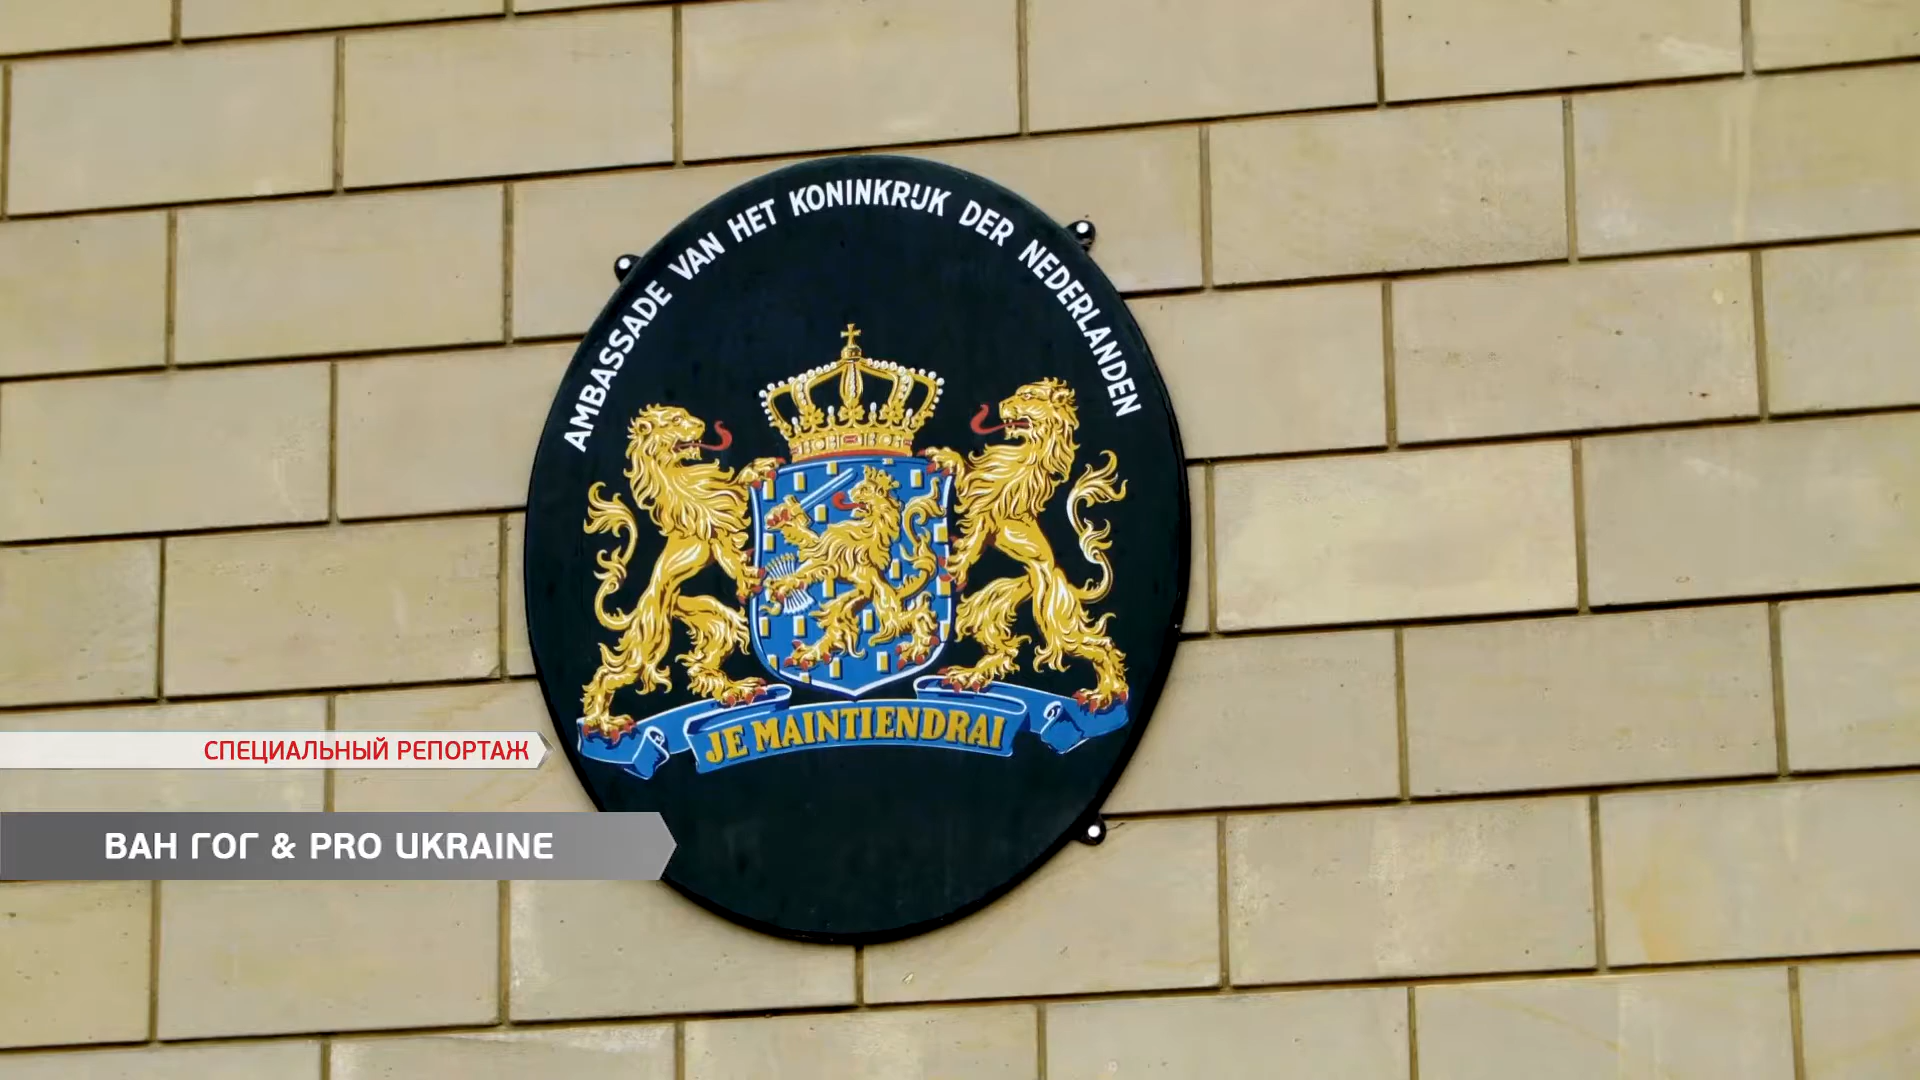 AMBASSADE VAN HET KONINKRIJK DER NEDERLANDEN
JE MAINTIENDRAI
СПЕЦИАЛЬНЫЙ РЕПОРТАЖ
ВАН ГОГ & PRO UKRAINE